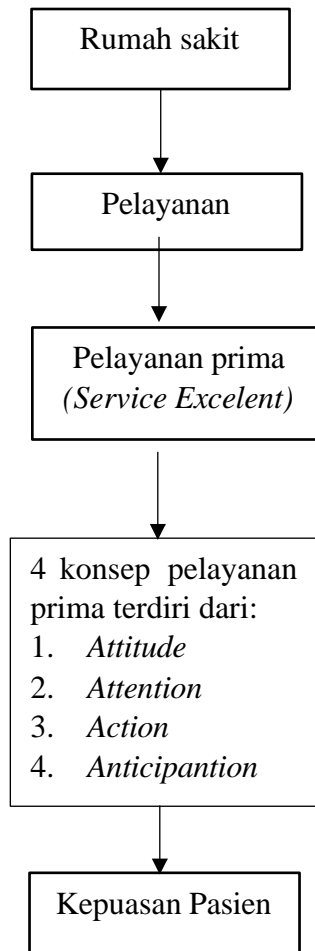 Rumah sakit
Pelayanan
Pelayanan prima
(Service Excelent)
4 konsep pelayanan
prima terdiri dari:
1. Attitude
2. Attention
3. Action
4. Anticipantion
Kepuasan Pasien